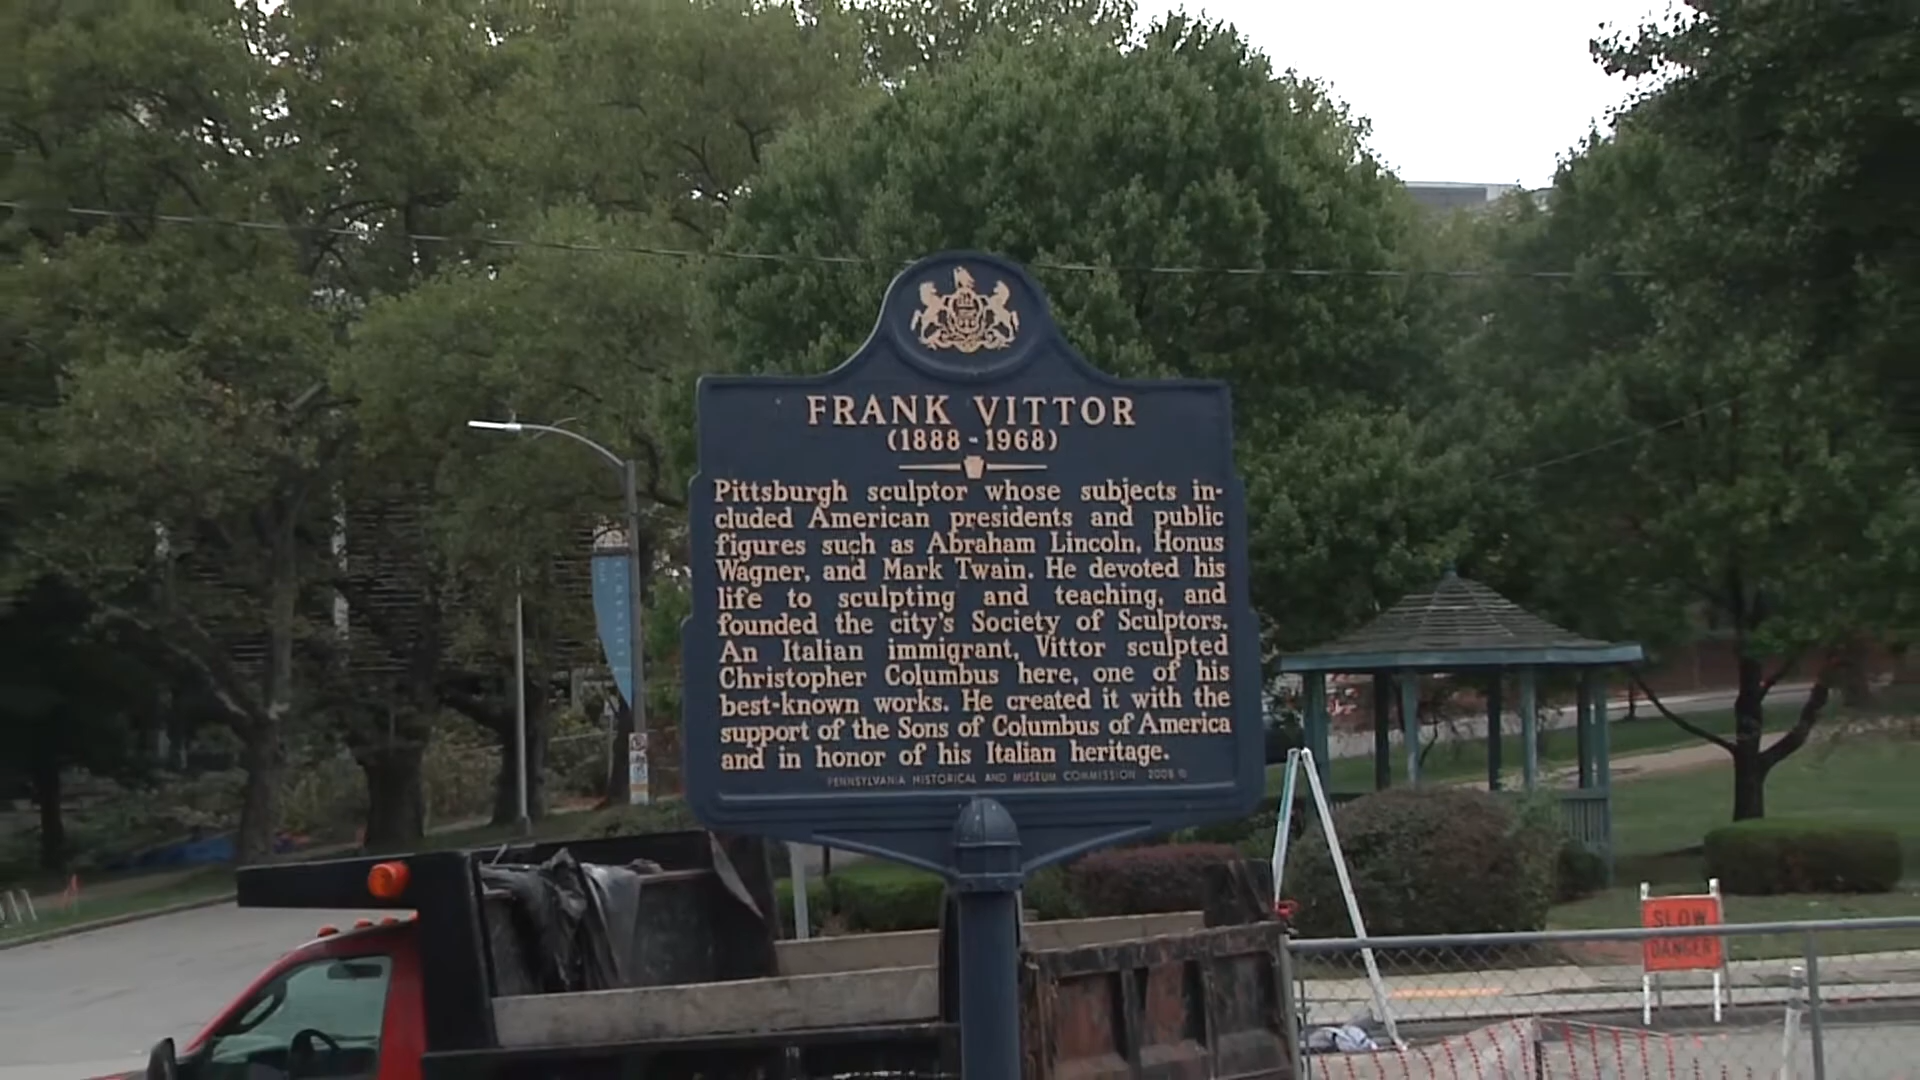 FRANK VITTOR
(1888 - 1968)
Pittsburgh sculptor whose subjects in-
cluded American presidents and public
figures such as Abraham Lincoln, Honus
Wagner, and Mark Twain. He devoted his
life to sculpting and teaching, and
founded the city's Society of Sculptors.
An Italian immigrant, Vittor sculpted
Christopher Columbus here, one of his
best-known works. He created it with the
support of the Sons of Columbus of America
and in honor of his Italian heritage.
PENNSYLVANIA HISTORICAL AND MUSEUM COMMISSION 2008 ©
SLOW
DANGER